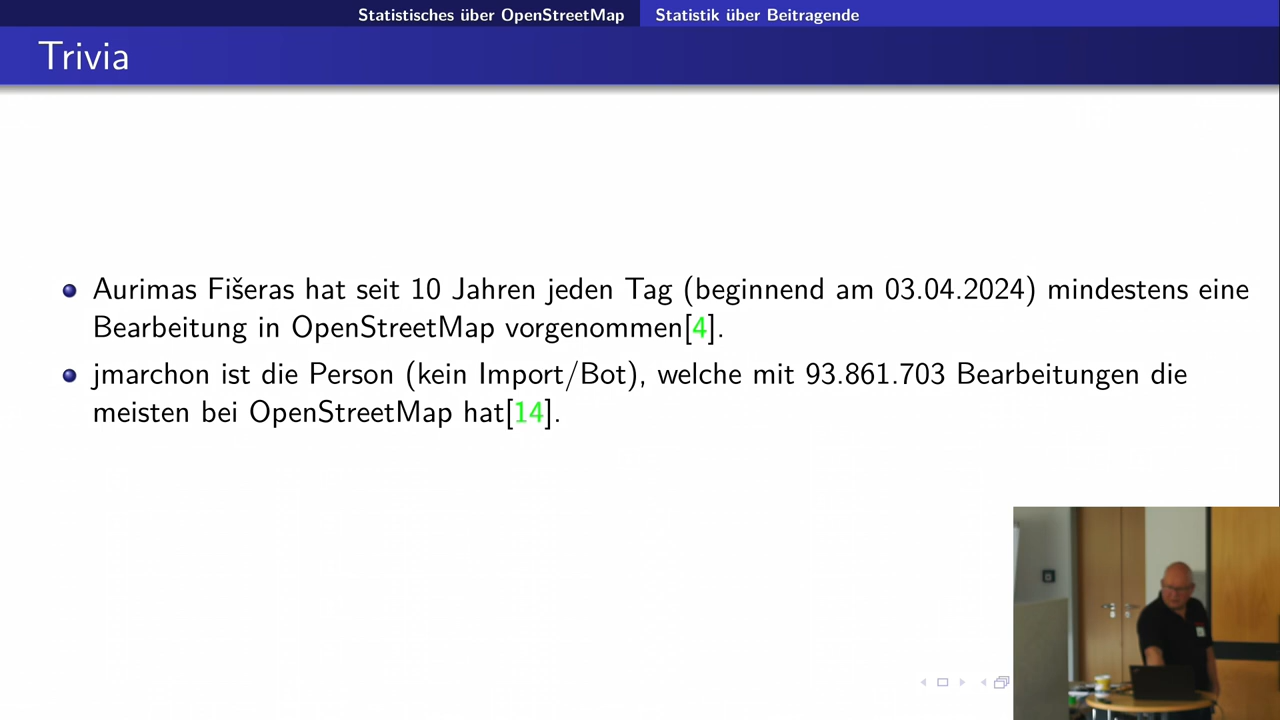 Statistisches über OpenStreetMap
Statistik über Beitragende
Trivia
Aurimas Fišeras hat seit 10 Jahren jeden Tag (beginnend am 03.04.2024) mindestens eine
Bearbeitung in OpenStreetMap vorgenommen[4].
jmarchon ist die Person (kein Import/Bot), welche mit 93.861.703 Bearbeitungen die
meisten bei OpenStreetMap hat[14].